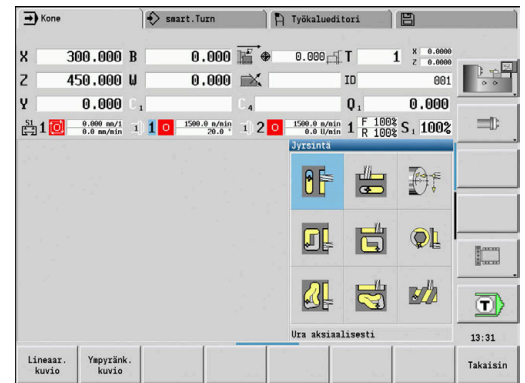 Kone smart.Turn Työkalueditori
X 300.000 B 0.000 0.000 T 1 X 0.0000
Z 0.0000
Z 450.000 W 0.000 ID 001
Y 0.000 C1 C4 Q1 0.000
S1 1 0.000 mm/1 0.0 mm/min 1 1500.0 m/min 20.0 ° 2 1500.0 m/min 0.0 U/min 1 F 100% R 100% S1 100%
Jyrsintä
Ura aksiaalisesti
T
13:31
Lineaar. kuvio Ympyränk. kuvio Takaisin